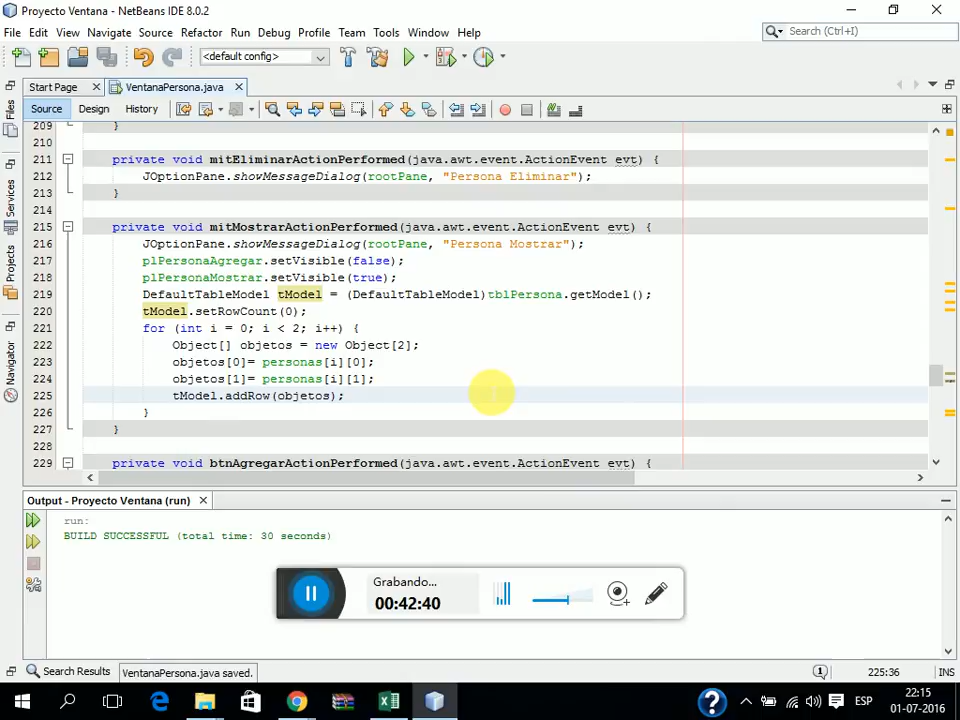 Proyecto Ventana - NetBeans IDE 8.0.2
File Edit View Navigate Source Refactor Run Debug Profile Team Tools Window Help
Search (Ctrl+I)
<default config>
Start Page VentanaPersona.java
Source Design History
Files
Services
Projects
Navigator
209 }
210
211 private void mitEliminarActionPerformed(java.awt.event.ActionEvent evt) {
212 JOptionPane.showMessageDialog(rootPane, "Persona Eliminar");
213 }
214
215 private void mitMostrarActionPerformed(java.awt.event.ActionEvent evt) {
216 JOptionPane.showMessageDialog(rootPane, "Persona Mostrar");
217 plPersonaAgregar.setVisible(false);
218 plPersonaMostrar.setVisible(true);
219 DefaultTableModel tModel = (DefaultTableModel)tblPersona.getModel();
220 tModel.setRowCount(0);
221 for (int i = 0; i < 2; i++) {
222 Object[] objetos = new Object[2];
223 objetos[0]= personas[i][0];
224 objetos[1]= personas[i][1];
225 tModel.addRow(objetos);
226 }
227 }
228
229 private void btnAgregarActionPerformed(java.awt.event.ActionEvent evt) {
Output - Proyecto Ventana (run)
run:
BUILD SUCCESSFUL (total time: 30 seconds)
Grabando...
00:42:40
Search Results
VentanaPersona.java saved.
1
225:36
INS
ESP
22:15
01-07-2016